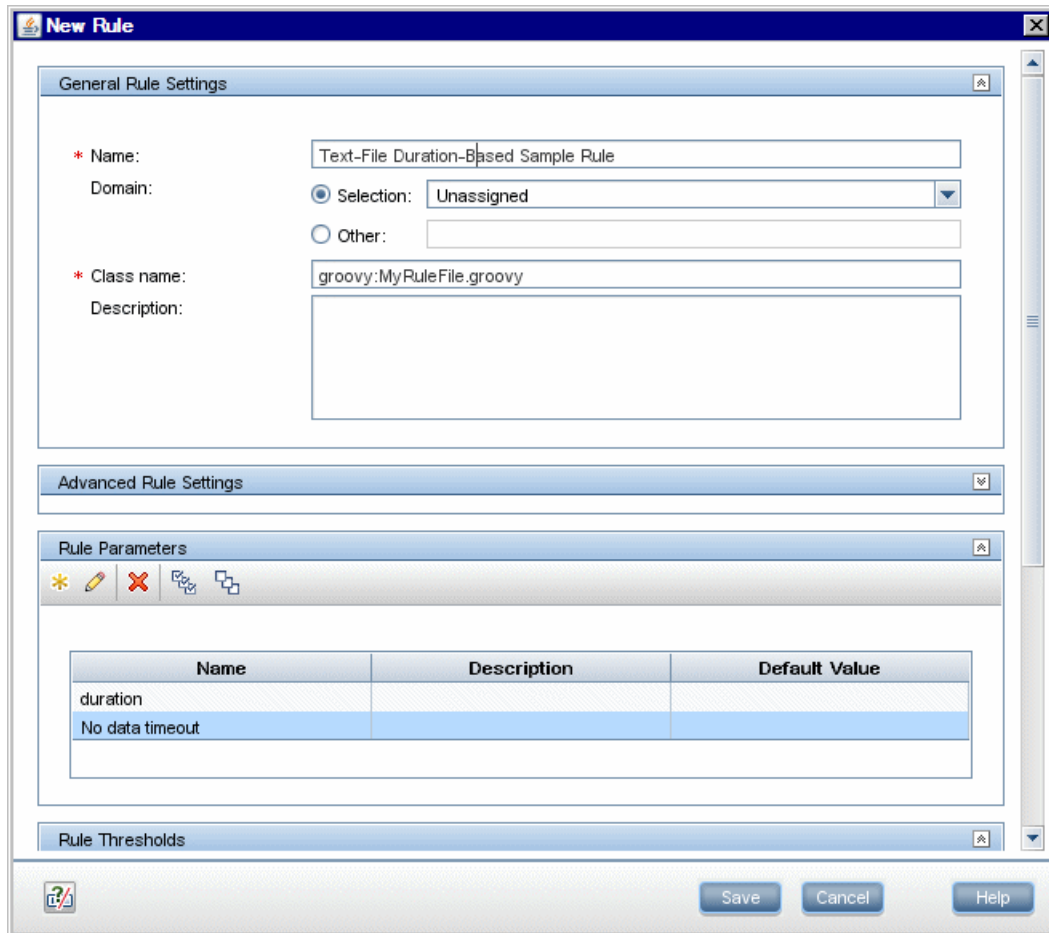 New Rule
General Rule Settings
* Name: Text-File Duration-Based Sample Rule
Domain: Selection: Unassigned
Other:
* Class name: groovy:MyRuleFile.groovy
Description:
Advanced Rule Settings
Rule Parameters
Name Description Default Value
duration
No data timeout
Rule Thresholds
Save Cancel Help